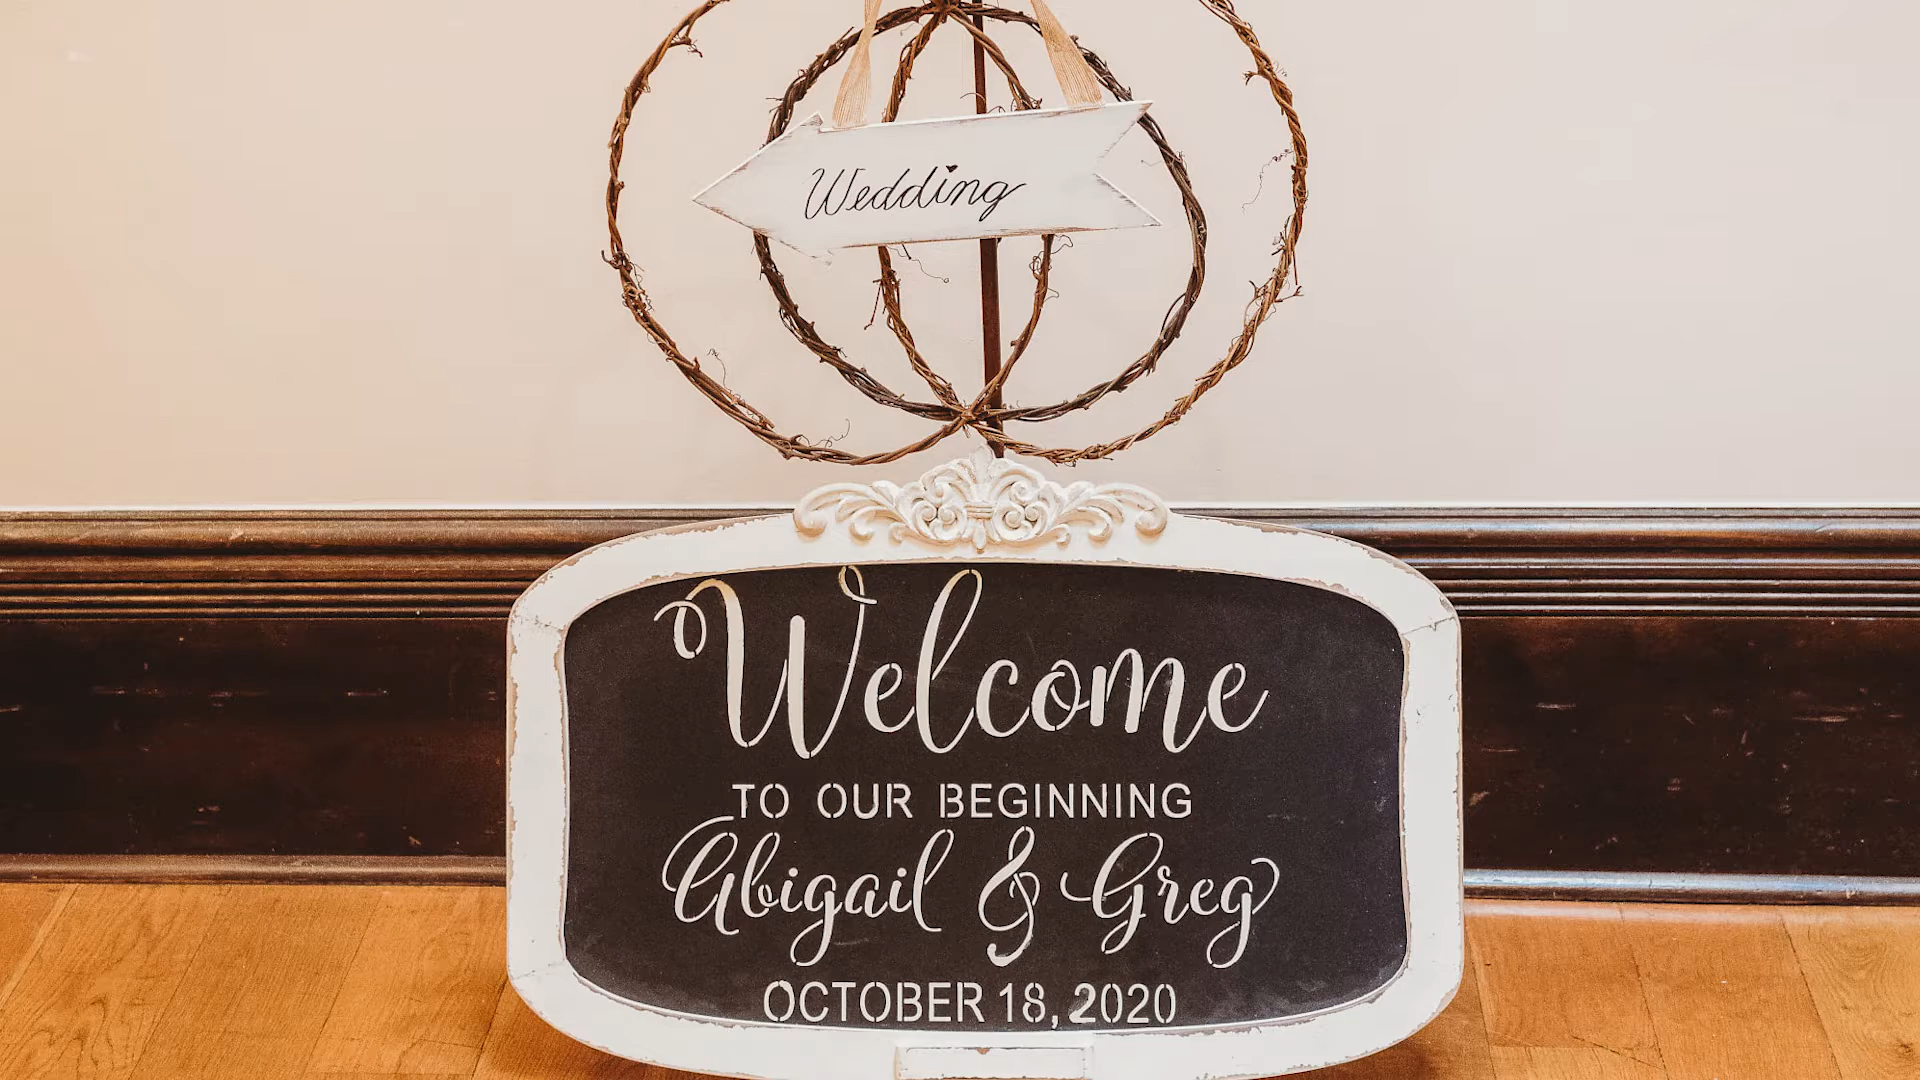 Wedding
Welcome
TO OUR BEGINNING
Abigail & Greg
OCTOBER 18, 2020